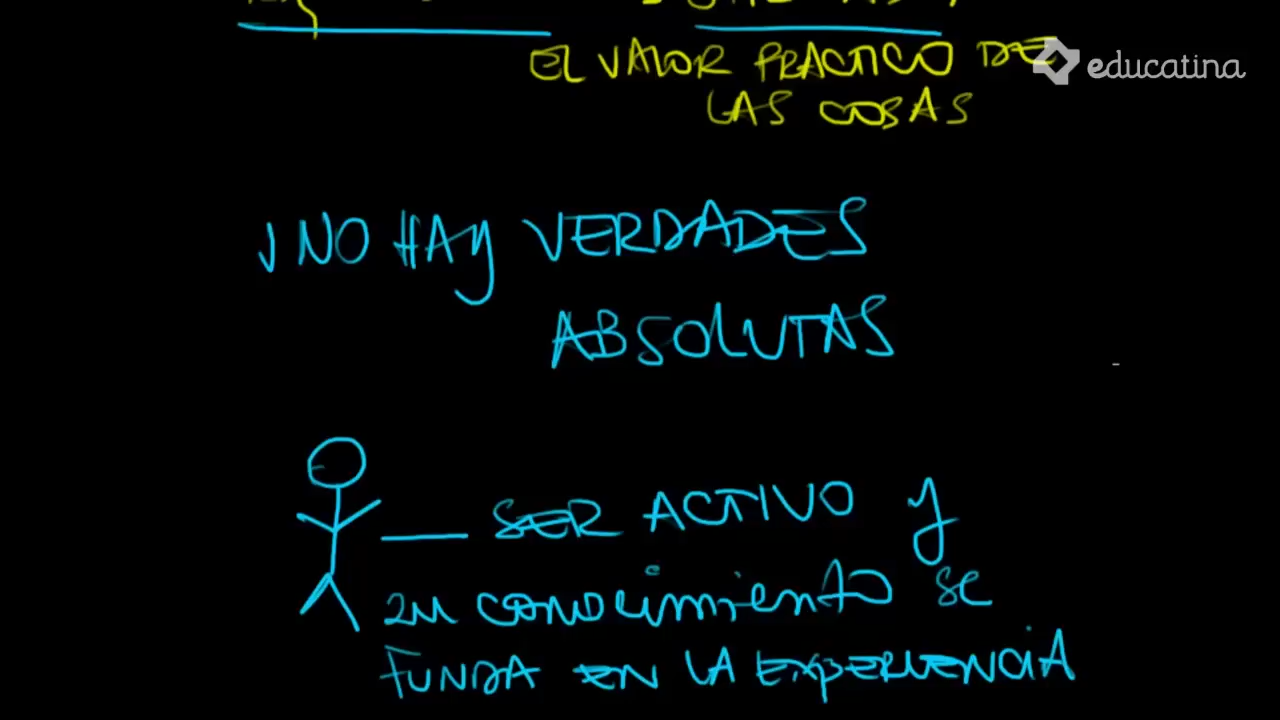 EL VALOR PRACTICO DE
educatina
LAS COSAS
NO HAY VERDADES
ABSOLUTAS
SER ACTIVO Y
su conocimiento se
FUNDA EN LA EXPERIENCIA